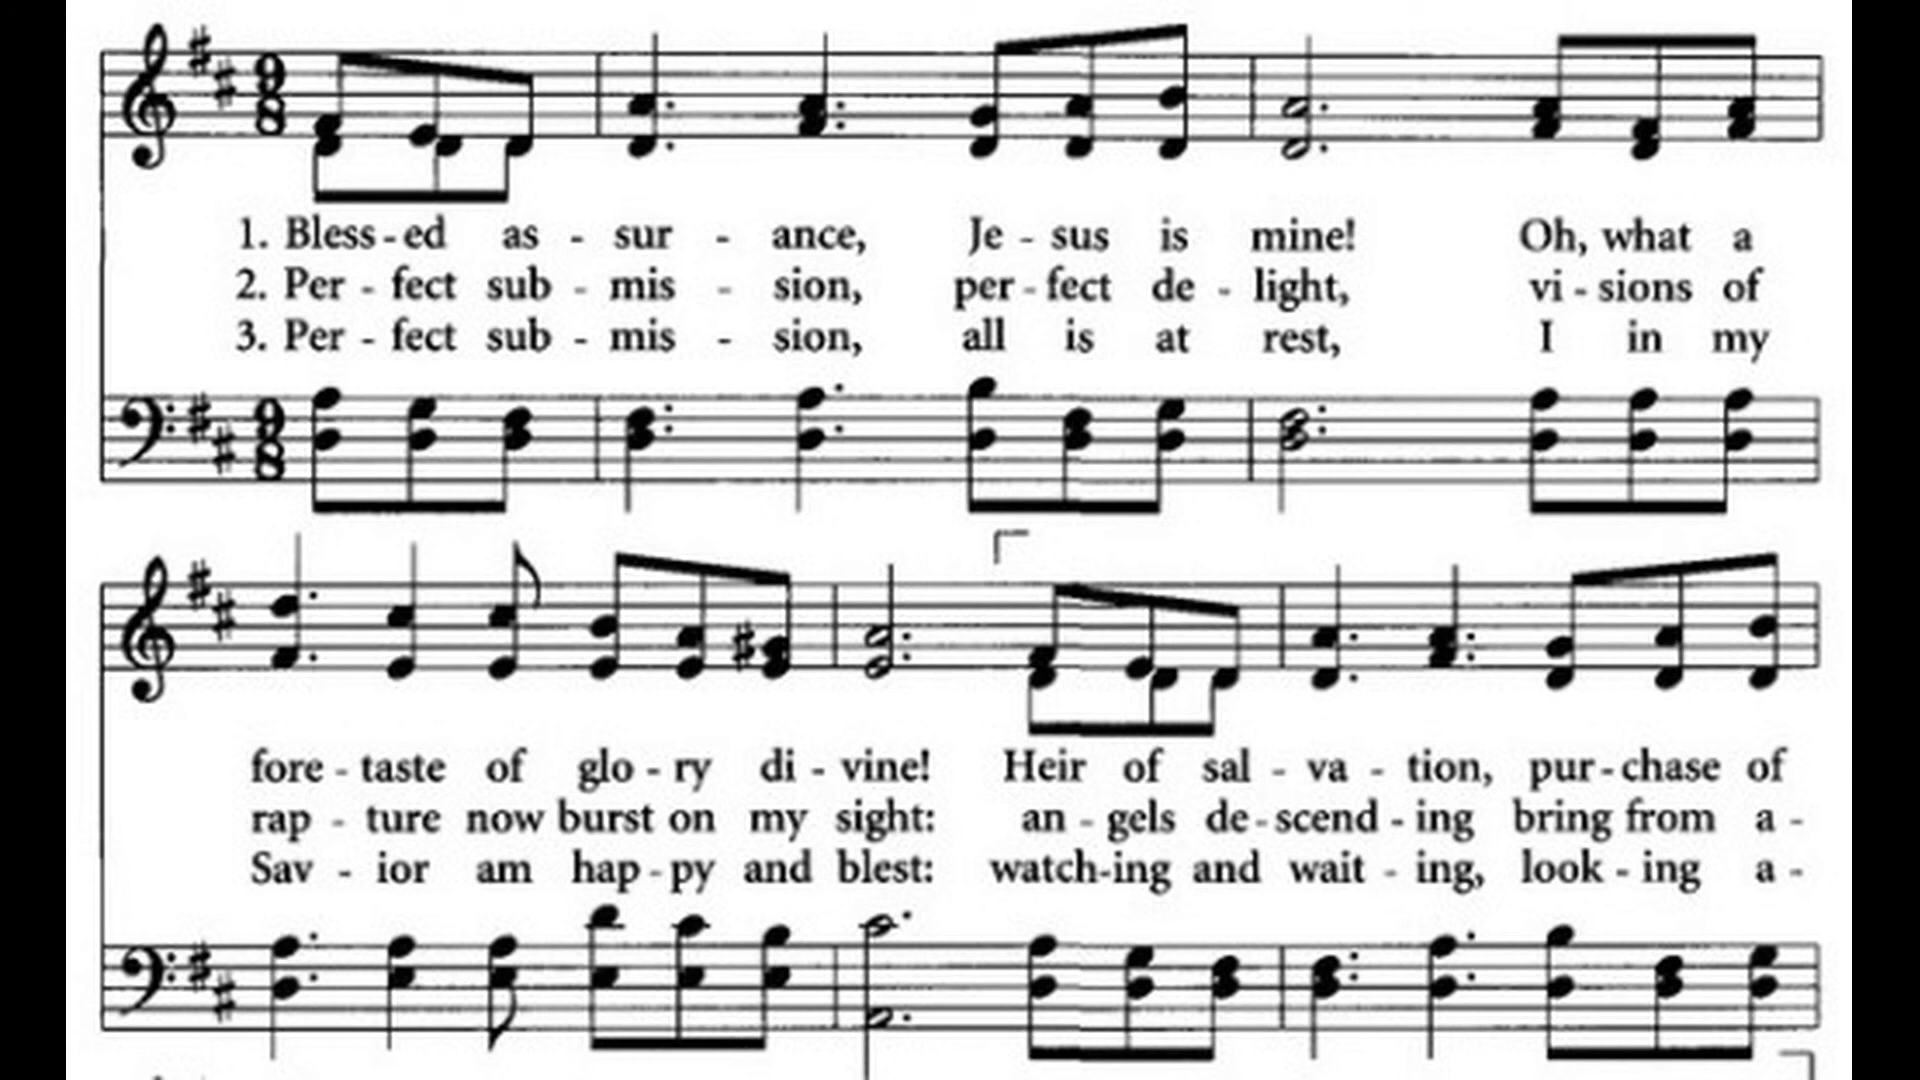 9 8
1. Bless-ed as - sur - ance, Je - sus is mine! Oh, what a
2. Per - fect sub - mis - sion, per - fect de - light, vi - sions of
3. Per - fect sub - mis - sion, all is at rest, I in my
9 8
fore - taste of glo - ry di - vine! Heir of sal - va - tion, pur - chase of
rap - ture now burst on my sight: an - gels de - scend - ing bring from a -
Sav - ior am hap - py and blest: watch-ing and wait - ing, look - ing a -